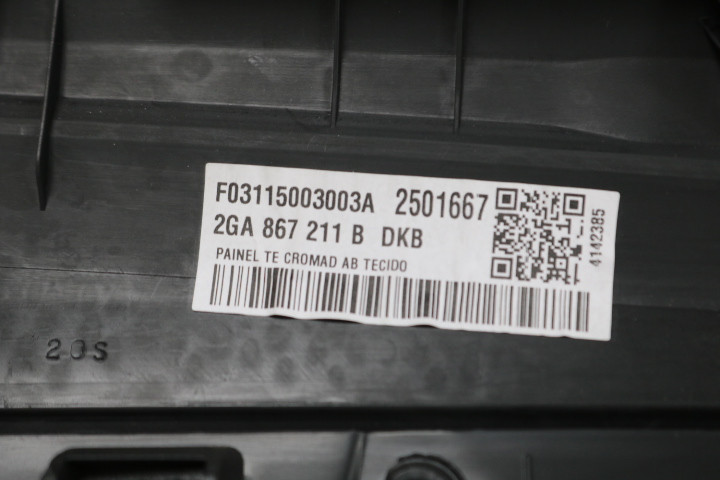 F03115003003A 2501667
2GA 867 211 B DKB
PAINEL TE CROMAD AB TECIDO
4142385
20S